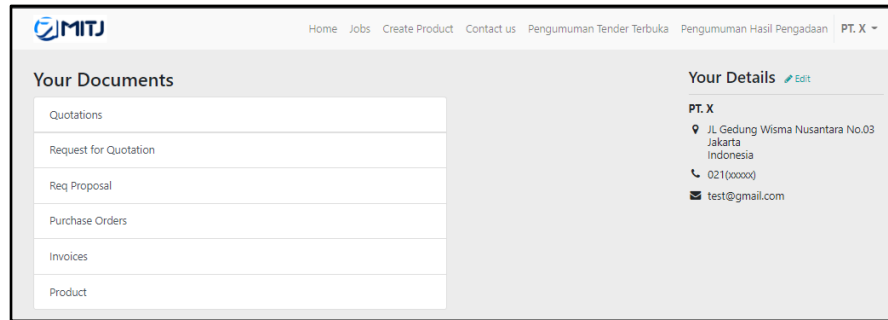 MITJ
Home Jobs Create Product Contact us Pengumuman Tender Terbuka Pengumuman Hasil Pengadaan PT. X
Your Documents
Quotations
Request for Quotation
Req Proposal
Purchase Orders
Invoices
Product
Your Details Edit
PT. X
JL Gedung Wisma Nusantara No.03
Jakarta
Indonesia
021(xxxxx)
test@gmail.com